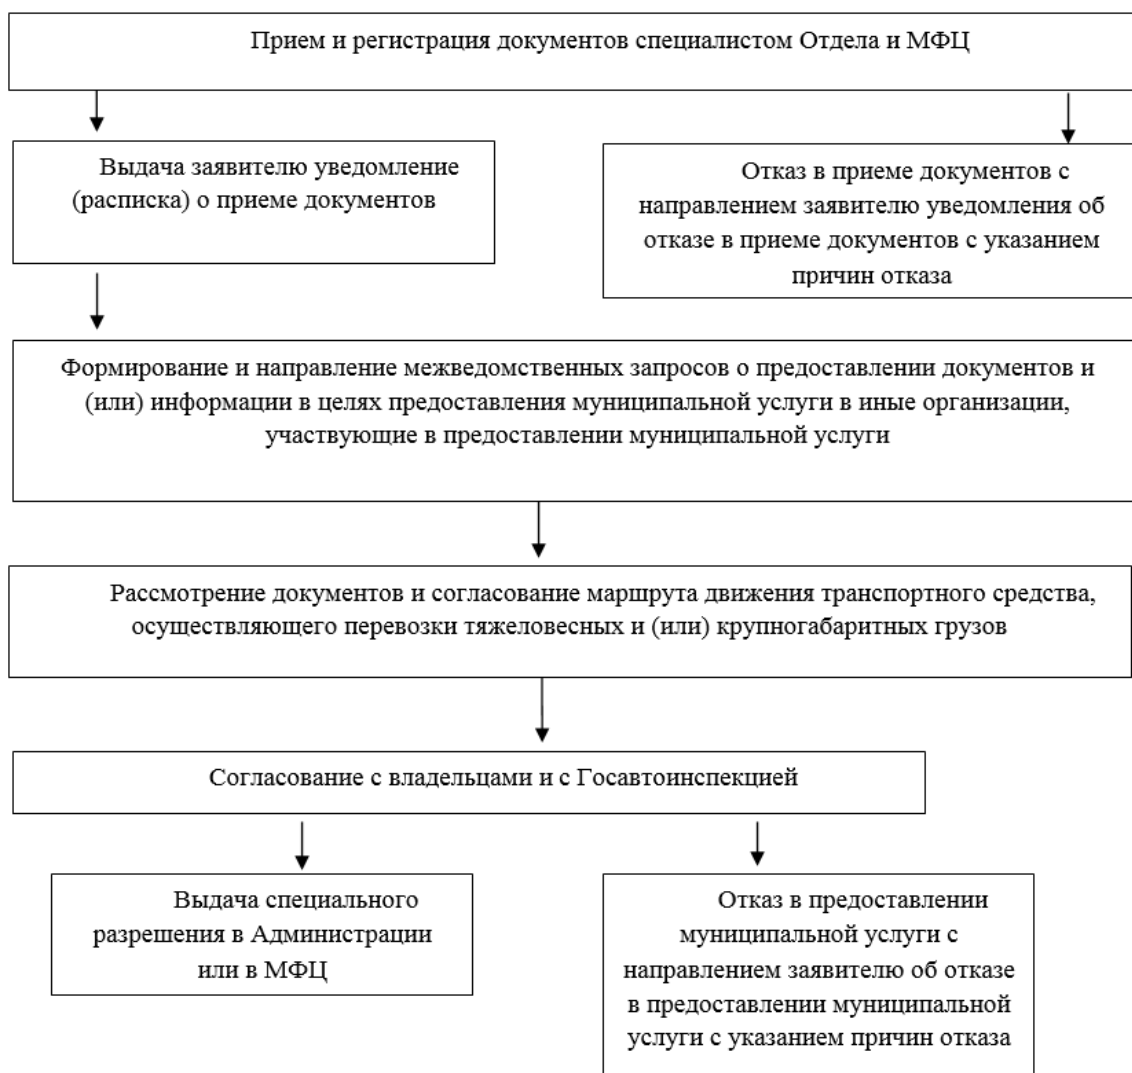 Прием и регистрация документов специалистом Отдела и МФЦ
Выдача заявителю уведомление
(расписка) о приеме документов
Отказ в приеме документов с
направлением заявителю уведомления об
отказе в приеме документов с указанием
причин отказа
Формирование и направление межведомственных запросов о предоставлении документов и
(или) информации в целях предоставления муниципальной услуги в иные организации,
участвующие в предоставлении муниципальной услуги
Рассмотрение документов и согласование маршрута движения транспортного средства,
осуществляющего перевозки тяжеловесных и (или) крупногабаритных грузов
Согласование с владельцами и с Госавтоинспекцией
Выдача специального
разрешения в Администрации
или в МФЦ
Отказ в предоставлении
муниципальной услуги с
направлением заявителю об отказе
в предоставлении муниципальной
услуги с указанием причин отказа